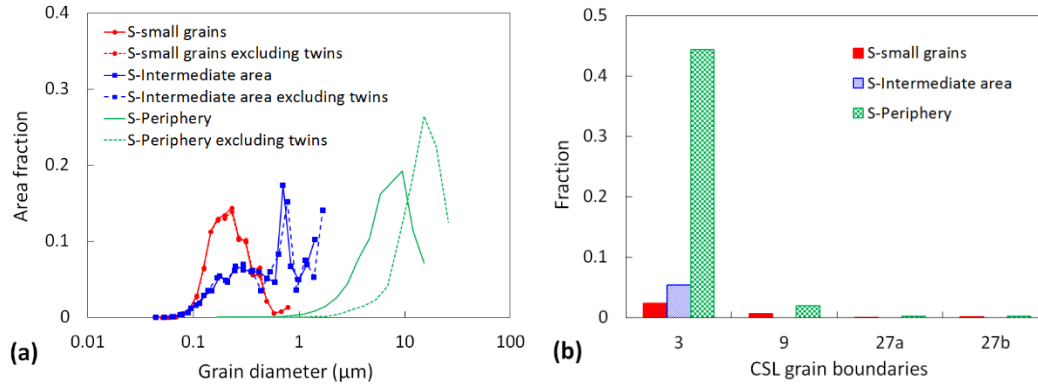 0.4
0.3
0.2
0.1
0
Area fraction
S-small grains
S-small grains excluding twins
S-Intermediate area
S-Intermediate area excluding twins
S-Periphery
S-Periphery excluding twins
0.01 0.1 1 10 100
Grain diameter (μm)
(a)
0.5
0.4
0.3
0.2
0.1
0
Fraction
S-small grains
S-Intermediate area
S-Periphery
3 9 27a 27b
CSL grain boundaries
(b)